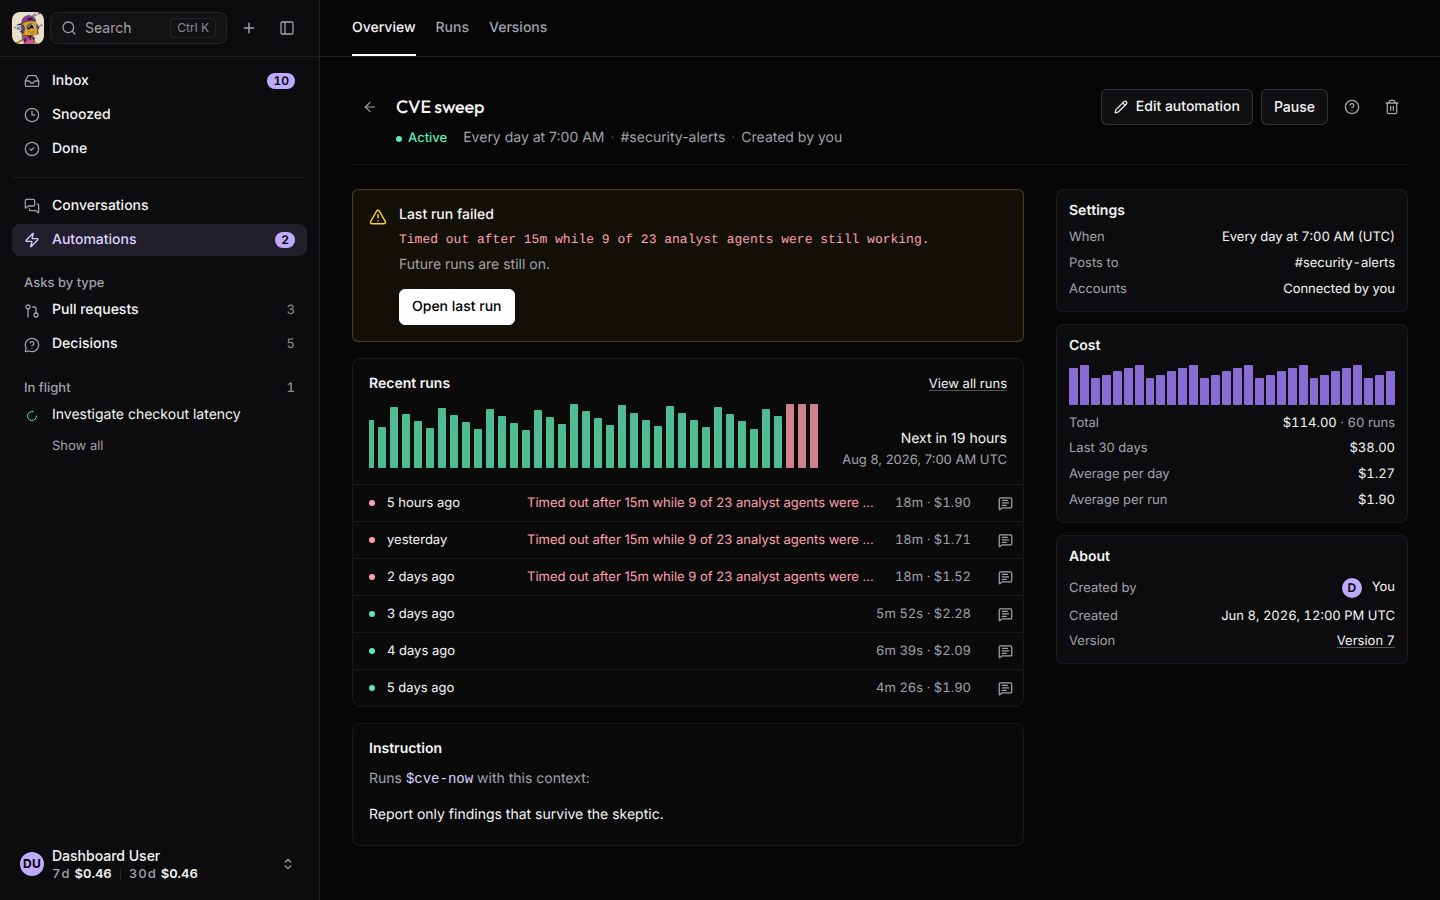 Search
Ctrl K
Inbox
10
Snoozed
Done
Conversations
Automations
2
Asks by type
Pull requests
3
Decisions
5
In flight
1
Investigate checkout latency
Show all
DU
Dashboard User
7d $0.46 | 30d $0.46
Overview
Runs
Versions
CVE sweep
Active
Every day at 7:00 AM · #security-alerts · Created by you
Edit automation
Pause
Last run failed
Timed out after 15m while 9 of 23 analyst agents were still working.
Future runs are still on.
Open last run
Recent runs
View all runs
Next in 19 hours
Aug 8, 2026, 7:00 AM UTC
5 hours ago
Timed out after 15m while 9 of 23 analyst agents were ...
18m · $1.90
yesterday
Timed out after 15m while 9 of 23 analyst agents were ...
18m · $1.71
2 days ago
Timed out after 15m while 9 of 23 analyst agents were ...
18m · $1.52
3 days ago
5m 52s · $2.28
4 days ago
6m 39s · $2.09
5 days ago
4m 26s · $1.90
Instruction
Runs $cve-now with this context:
Report only findings that survive the skeptic.
Settings
When
Every day at 7:00 AM (UTC)
Posts to
#security-alerts
Accounts
Connected by you
Cost
Total
$114.00 · 60 runs
Last 30 days
$38.00
Average per day
$1.27
Average per run
$1.90
About
Created by
D
You
Created
Jun 8, 2026, 12:00 PM UTC
Version
Version 7